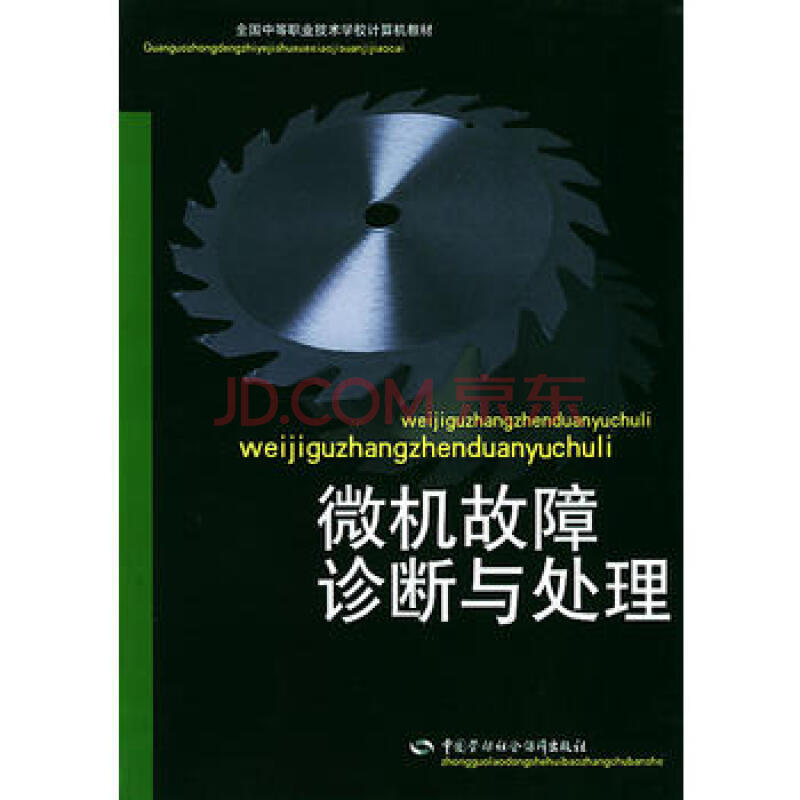 全国中等职业技术学校计算机教材
Quanguozhongdengzhiyejishuxuexiaojisuanjijiaocai
JD.COM 京东
weijiguzhangzhenduanyuchuli
weijiguzhangzhenduanyuchuli
微机故障
诊断与处理
中国劳动社会保障出版社
zhongguolaodongshehuibaozhangchubanshe